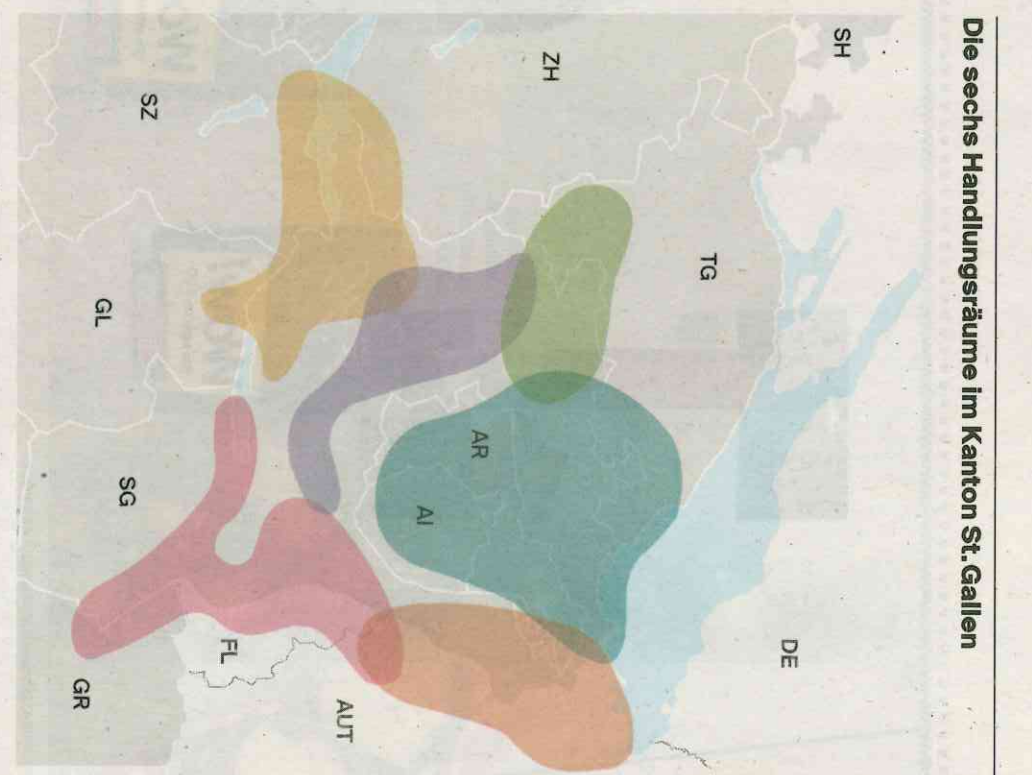 Die sechs Handlungsräume im Kanton St. Gallen
SH
DE
TG
ZH
AR
AI
AUT
FL
SZ
SG
GL
GR